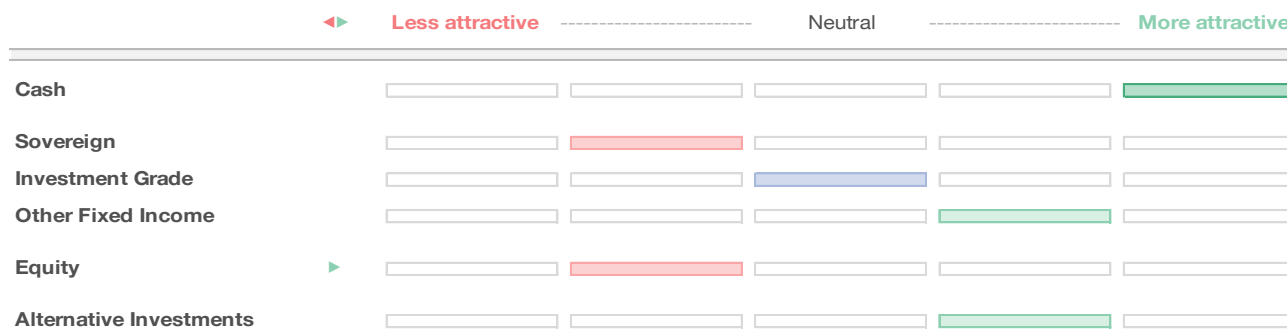 ◀▶ Less attractive -------------------- Neutral -------------------- More attractive
Cash
Sovereign
Investment Grade
Other Fixed Income
Equity ▶
Alternative Investments